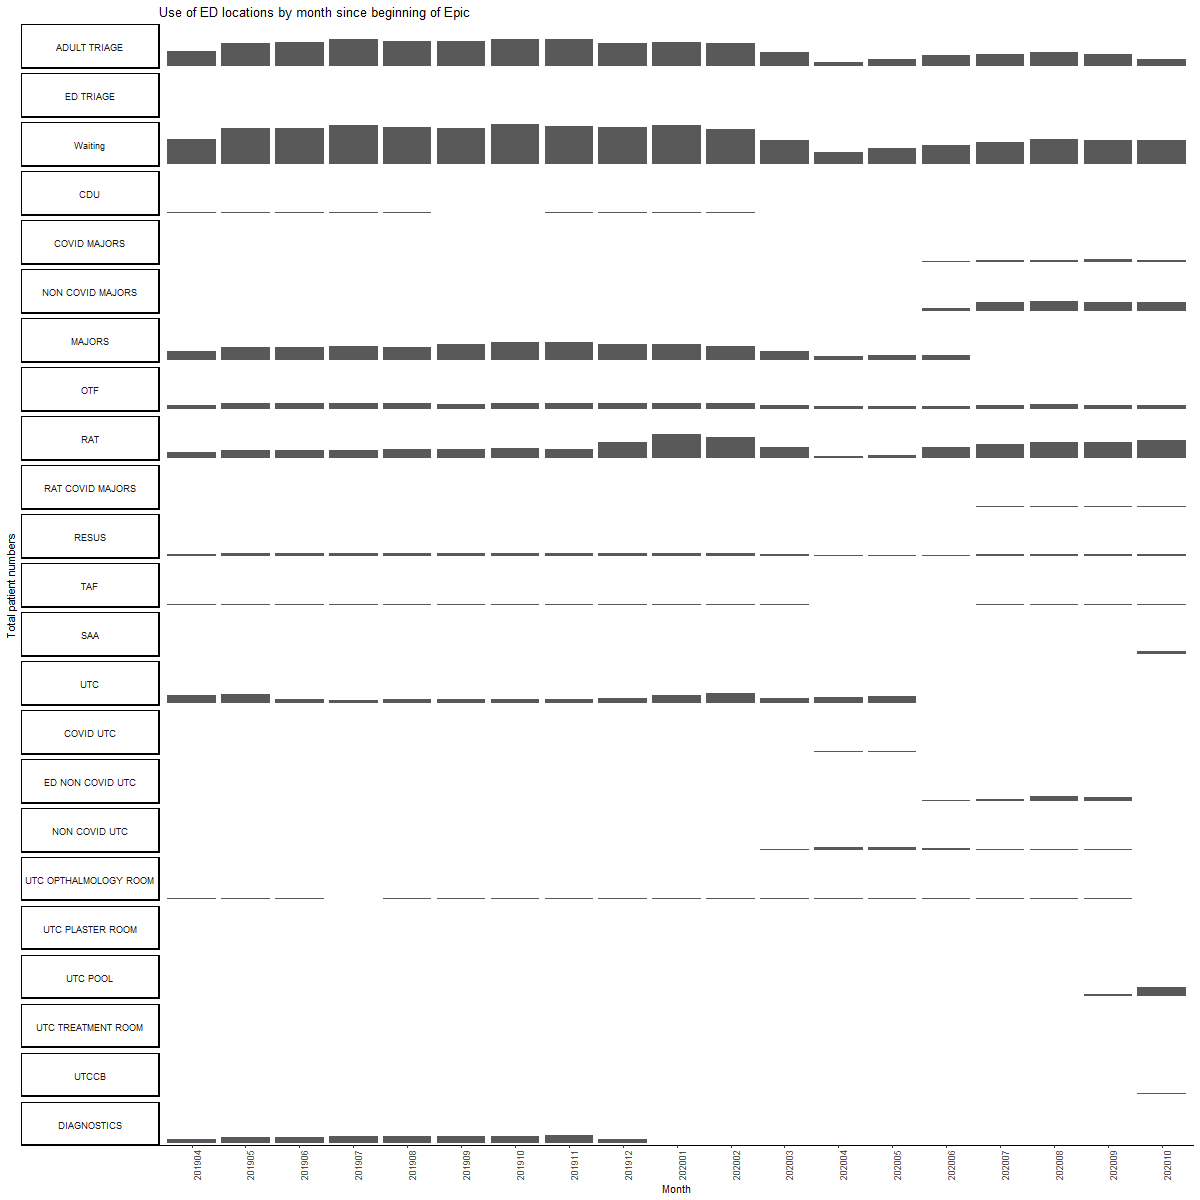 Use of ED locations by month since beginning of Epic
ADULT TRIAGE
ED TRIAGE
Waiting
CDU
COVID MAJORS
NON COVID MAJORS
MAJORS
OTF
RAT
RAT COVID MAJORS
RESUS
TAF
SAA
UTC
COVID UTC
ED NON COVID UTC
NON COVID UTC
UTC OPTHALMOLOGY ROOM
UTC PLASTER ROOM
UTC POOL
UTC TREATMENT ROOM
UTCCB
DIAGNOSTICS
Total patient numbers
201904
201905
201906
201907
201908
201909
201910
201911
201912
202001
202002
202003
202004
202005
202006
202007
202008
202009
202010
Month